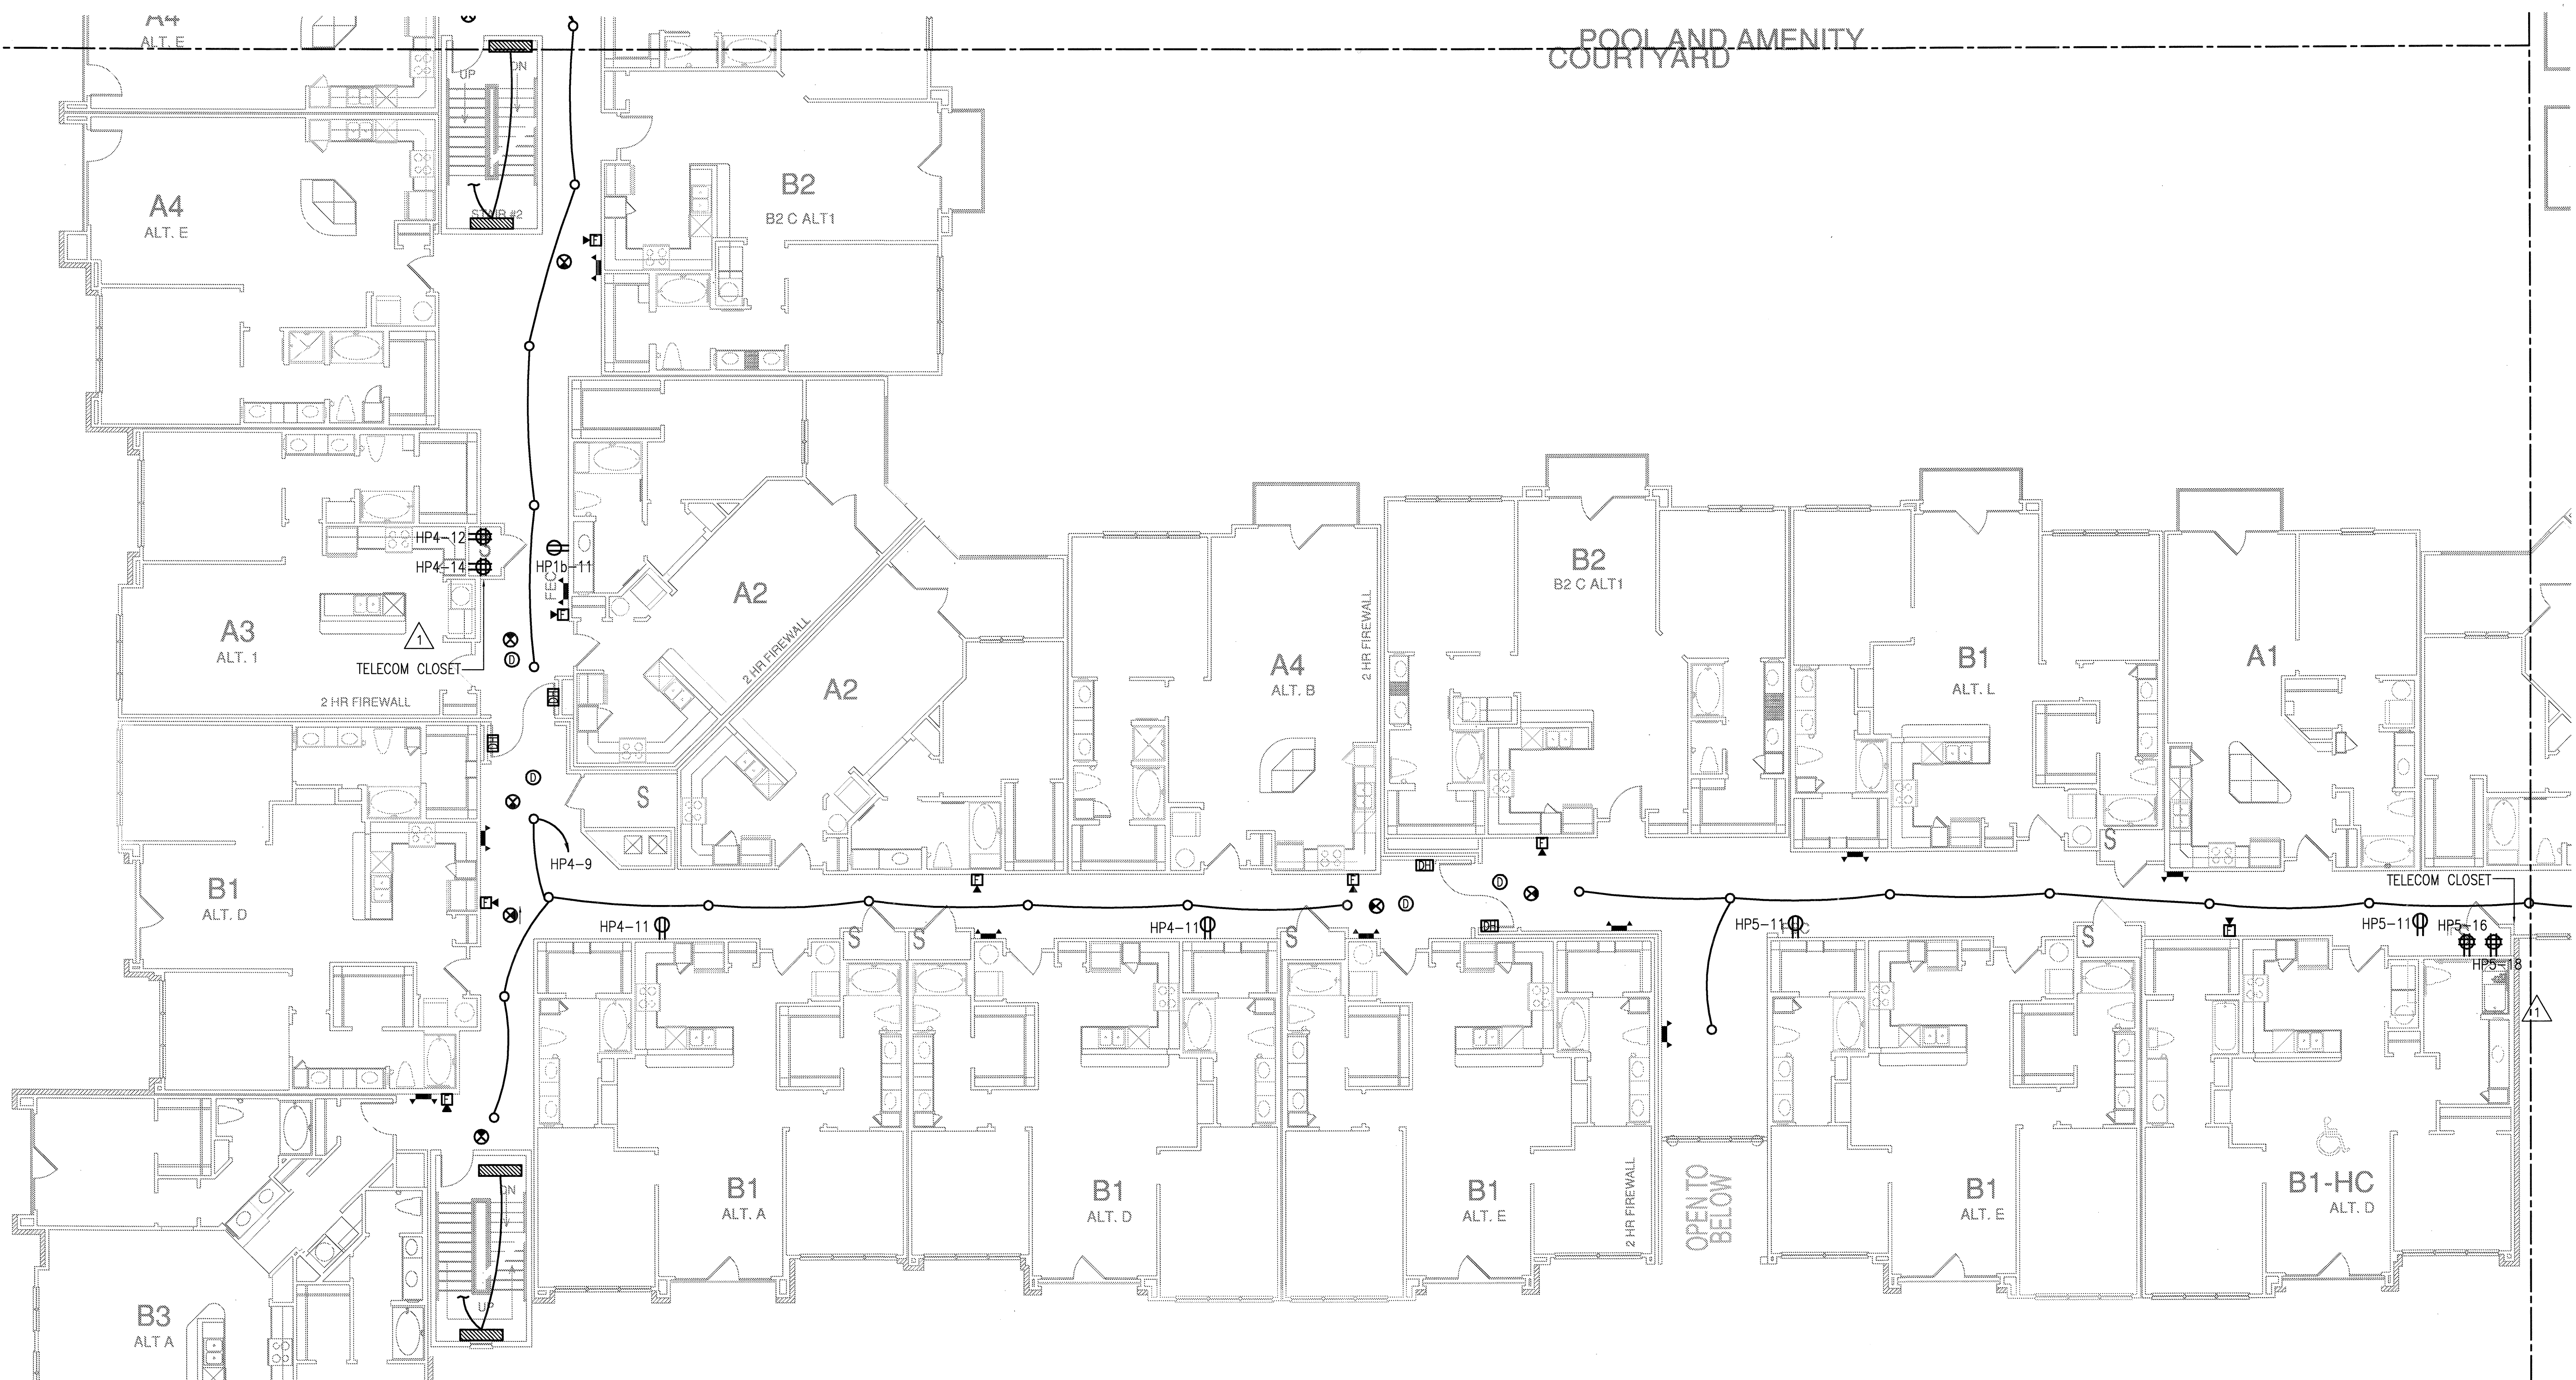 A4
ALT. E
POOL AND AMENITY
COURTYARD
UP
DN
STAIR #2
A4
ALT. E
B2
B2 C ALT1
F
HP4-12
HP4-14
S
HP1b-11
FEC
F
A2
2 HR FIREWALL
A2
A3
ALT. 1
1
TELECOM CLOSET
D
2 HR FIREWALL
DH
DH
D
S
HP4-9
B1
ALT. D
F
A4
ALT. B
2 HR FIREWALL
B2
B2 C ALT1
B1
ALT. L
A1
S
F
F
F
DH
D
D
DH
TELECOM CLOSET
HP4-11
HP4-11
HP5-11
HP5-11
HP5-16
HP5-18
F
S
S
S
S
1
F
B1
ALT. A
B1
ALT. D
B1
ALT. E
2 HR FIREWALL
OPEN TO
BELOW
B1
ALT. E
B1-HC
ALT. D
DN
UP
B3
ALT A